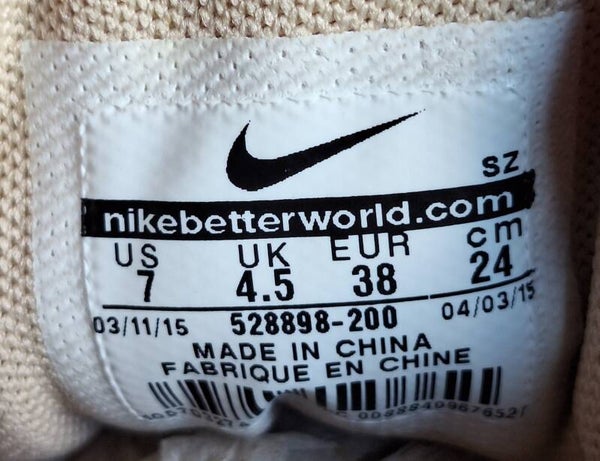 SZ
nikebetterworld.com
US UK EUR cm
7 4.5 38 24
03/11/15 528898-200 04/03/15
MADE IN CHINA
FABRIQUE EN CHINE